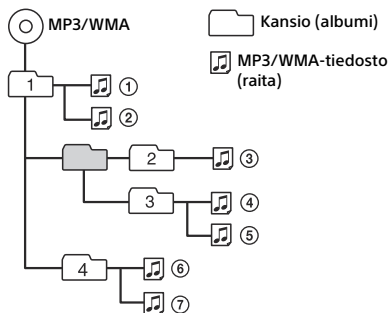 MP3/WMA
Kansio (albumi)
MP3/WMA-tiedosto
(raita)
1
①
②
2
③
3
④
⑤
4
⑥
⑦